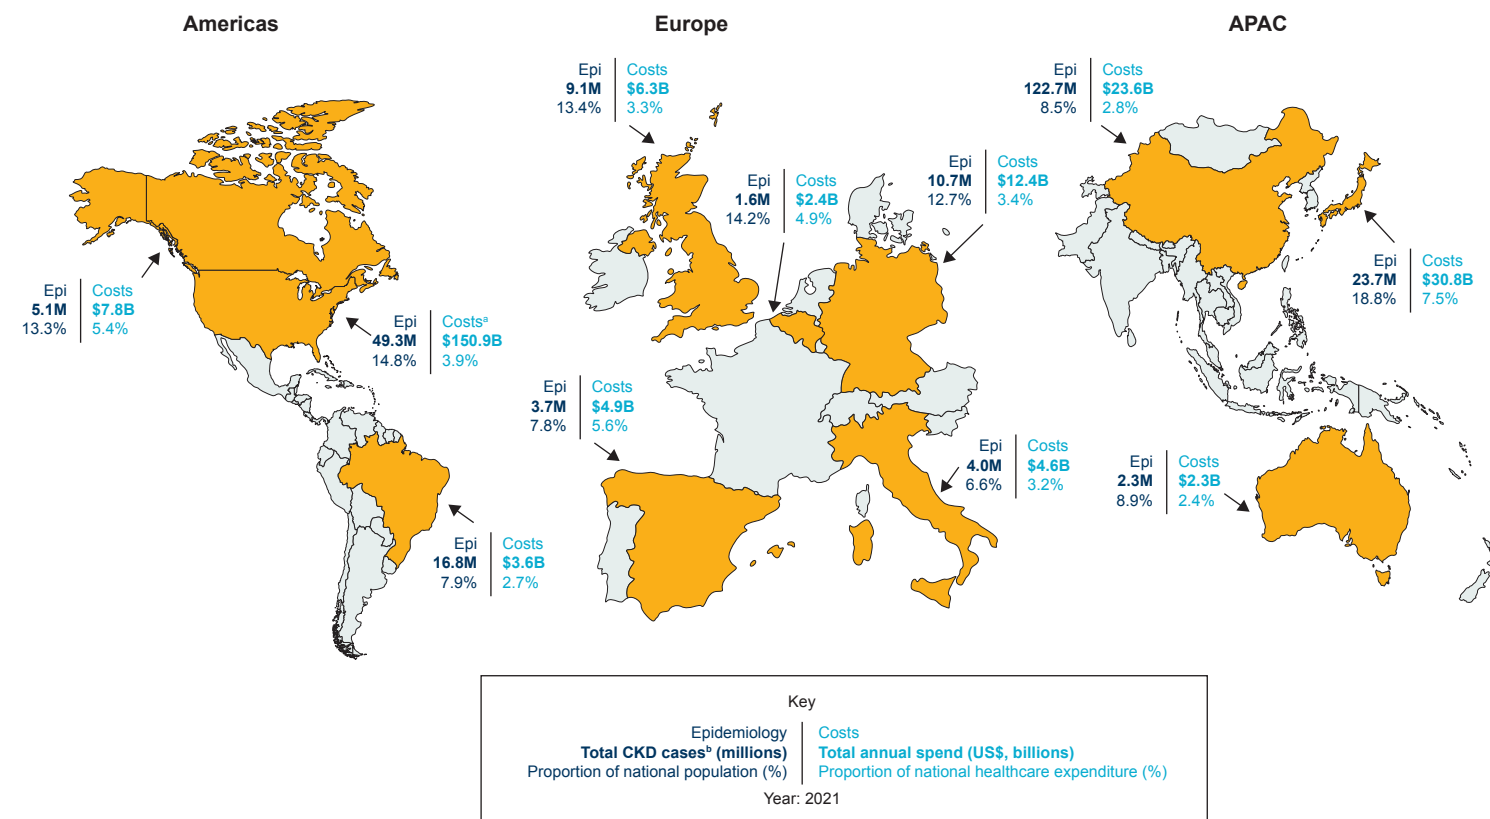 Americas
Europe
APAC
Epi | Costs
5.1M | $7.8B
13.3% | 5.4%
Epi | Costsᵃ
49.3M | $150.9B
14.8% | 3.9%
Epi | Costs
16.8M | $3.6B
7.9% | 2.7%
Epi | Costs
9.1M | $6.3B
13.4% | 3.3%
Epi | Costs
1.6M | $2.4B
14.2% | 4.9%
Epi | Costs
10.7M | $12.4B
12.7% | 3.4%
Epi | Costs
3.7M | $4.9B
7.8% | 5.6%
Epi | Costs
4.0M | $4.6B
6.6% | 3.2%
Epi | Costs
122.7M | $23.6B
8.5% | 2.8%
Epi | Costs
23.7M | $30.8B
18.8% | 7.5%
Epi | Costs
2.3M | $2.3B
8.9% | 2.4%
Key
Epidemiology | Costs
Total CKD casesᵇ (millions) | Total annual spend (US$, billions)
Proportion of national population (%) | Proportion of national healthcare expenditure (%)
Year: 2021